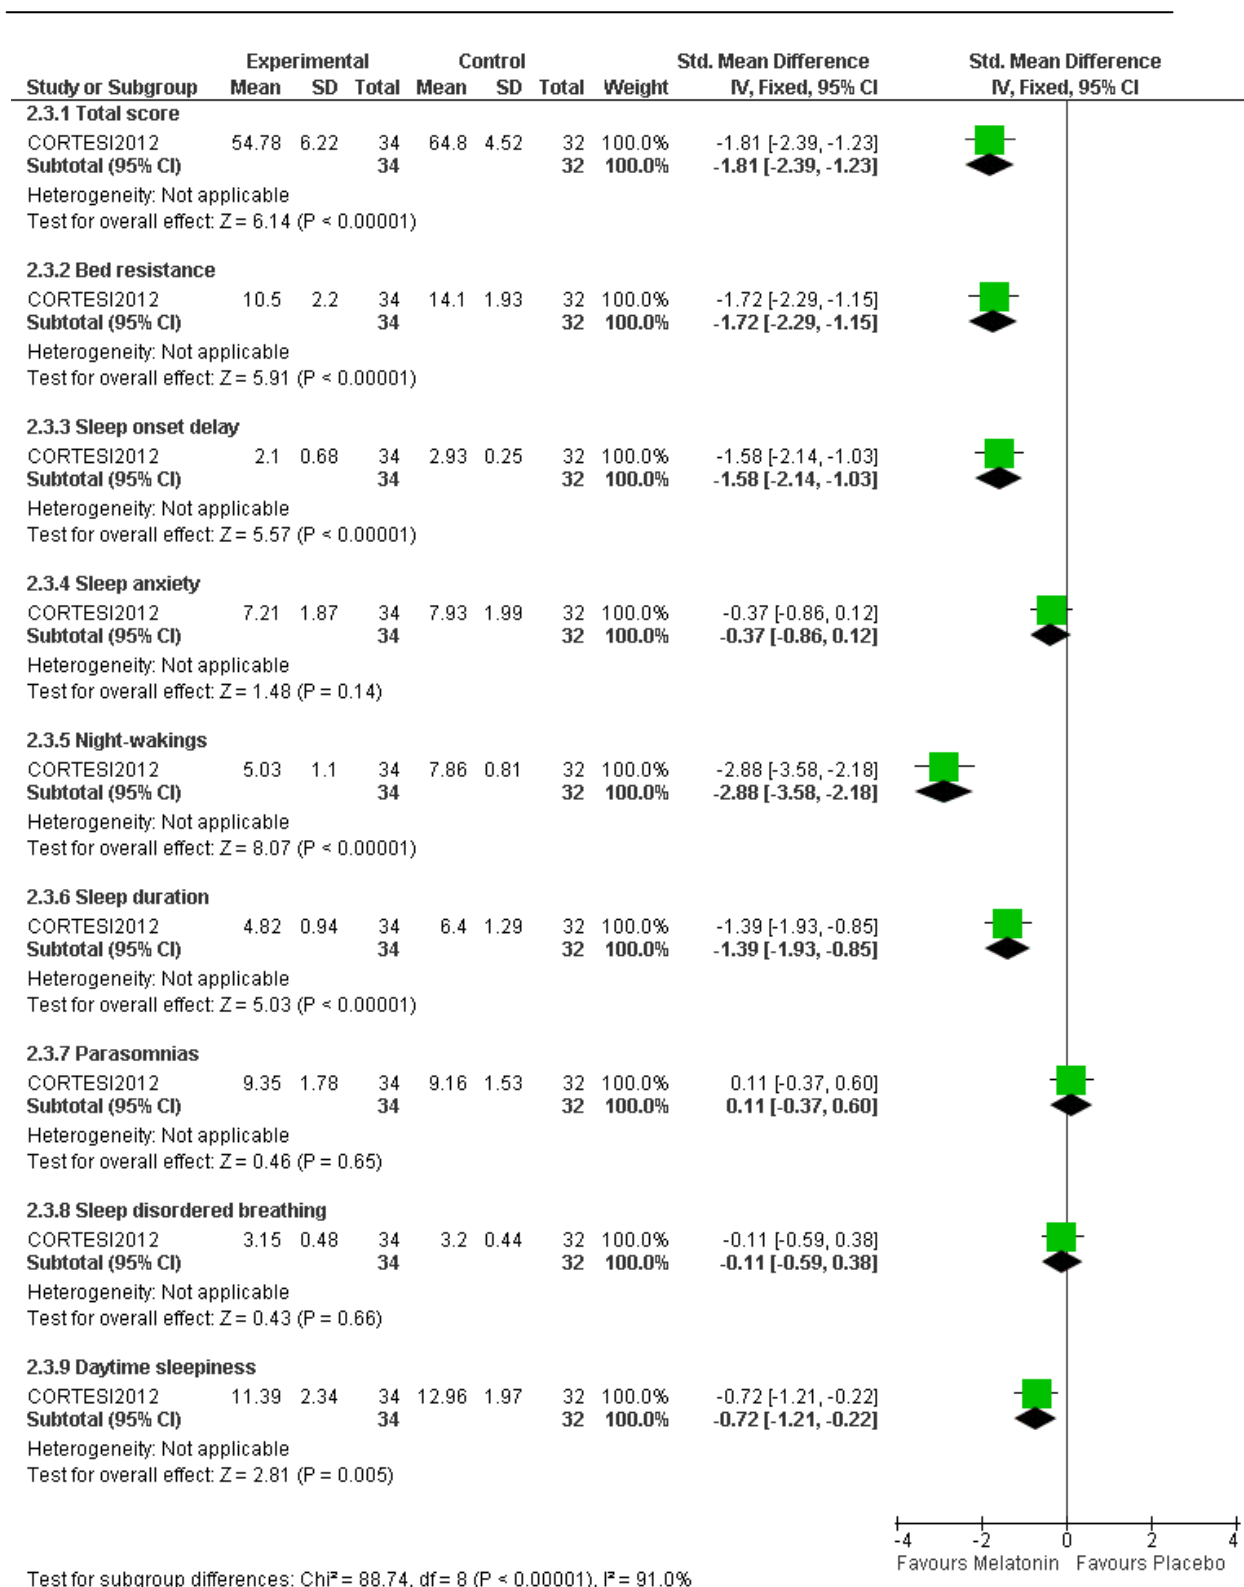 Experimental Control Std. Mean Difference Std. Mean Difference
Study or Subgroup Mean SD Total Mean SD Total Weight IV, Fixed, 95% CI IV, Fixed, 95% CI
2.3.1 Total score
CORTESI2012 54.78 6.22 34 64.8 4.52 32 100.0% -1.81 [-2.39, -1.23]
Subtotal (95% CI) 34 32 100.0% -1.81 [-2.39, -1.23]
Heterogeneity: Not applicable
Test for overall effect: Z = 6.14 (P < 0.00001)
2.3.2 Bed resistance
CORTESI2012 10.5 2.2 34 14.1 1.93 32 100.0% -1.72 [-2.29, -1.15]
Subtotal (95% CI) 34 32 100.0% -1.72 [-2.29, -1.15]
Heterogeneity: Not applicable
Test for overall effect: Z = 5.91 (P < 0.00001)
2.3.3 Sleep onset delay
CORTESI2012 2.1 0.68 34 2.93 0.25 32 100.0% -1.58 [-2.14, -1.03]
Subtotal (95% CI) 34 32 100.0% -1.58 [-2.14, -1.03]
Heterogeneity: Not applicable
Test for overall effect: Z = 5.57 (P < 0.00001)
2.3.4 Sleep anxiety
CORTESI2012 7.21 1.87 34 7.93 1.99 32 100.0% -0.37 [-0.86, 0.12]
Subtotal (95% CI) 34 32 100.0% -0.37 [-0.86, 0.12]
Heterogeneity: Not applicable
Test for overall effect: Z = 1.48 (P = 0.14)
2.3.5 Night-wakings
CORTESI2012 5.03 1.1 34 7.86 0.81 32 100.0% -2.88 [-3.58, -2.18]
Subtotal (95% CI) 34 32 100.0% -2.88 [-3.58, -2.18]
Heterogeneity: Not applicable
Test for overall effect: Z = 8.07 (P < 0.00001)
2.3.6 Sleep duration
CORTESI2012 4.82 0.94 34 6.4 1.29 32 100.0% -1.39 [-1.93, -0.85]
Subtotal (95% CI) 34 32 100.0% -1.39 [-1.93, -0.85]
Heterogeneity: Not applicable
Test for overall effect: Z = 5.03 (P < 0.00001)
2.3.7 Parasomnias
CORTESI2012 9.35 1.78 34 9.16 1.53 32 100.0% 0.11 [-0.37, 0.60]
Subtotal (95% CI) 34 32 100.0% 0.11 [-0.37, 0.60]
Heterogeneity: Not applicable
Test for overall effect: Z = 0.46 (P = 0.65)
2.3.8 Sleep disordered breathing
CORTESI2012 3.15 0.48 34 3.2 0.44 32 100.0% -0.11 [-0.59, 0.38]
Subtotal (95% CI) 34 32 100.0% -0.11 [-0.59, 0.38]
Heterogeneity: Not applicable
Test for overall effect: Z = 0.43 (P = 0.66)
2.3.9 Daytime sleepiness
CORTESI2012 11.39 2.34 34 12.96 1.97 32 100.0% -0.72 [-1.21, -0.22]
Subtotal (95% CI) 34 32 100.0% -0.72 [-1.21, -0.22]
Heterogeneity: Not applicable
Test for overall effect: Z = 2.81 (P = 0.005)
-4 -2 0 2 4
Favours Melatonin Favours Placebo
Test for subgroup differences: Chi² = 88.74, df = 8 (P < 0.00001), I² = 91.0%